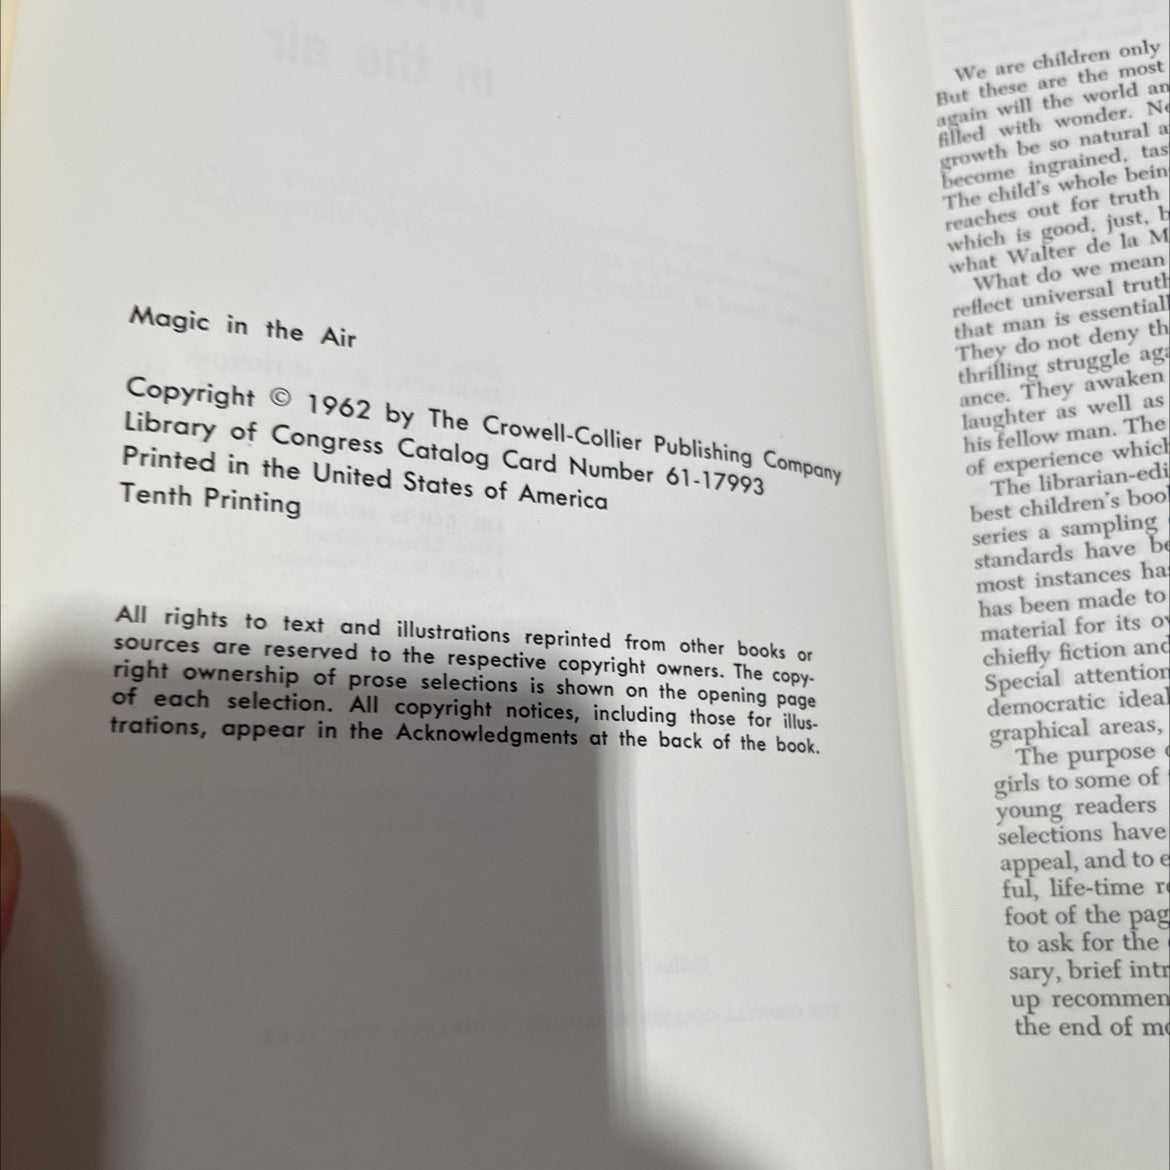 Magic in the Air
Copyright © 1962 by The Crowell-Collier Publishing Company
Library of Congress Catalog Card Number 61-17993
Printed in the United States of America
Tenth Printing
All rights to text and illustrations reprinted from other books or
sources are reserved to the respective copyright owners. The copy-
right ownership of prose selections is shown on the opening page
of each selection. All copyright notices, including those for illus-
trations, appear in the Acknowledgments at the back of the book.
We are children only
But these are the most
again will the world an
filled with wonder. Ne
growth be so natural a
become ingrained, tas
The child's whole bein
reaches out for truth
which is good, just, b
what Walter de la M
What do we mean
reflect universal truth
that man is essentiall
They do not deny th
thrilling struggle aga
ance. They awaken
laughter as well as
his fellow man. The
of experience which
The librarian-edi
best children's bool
series a sampling
standards have be
most instances has
has been made to
material for its ow
chiefly fiction and
Special attention
democratic ideal
graphical areas,
The purpose o
girls to some of
young readers
selections have
appeal, and to e
ful, life-time re
foot of the pag
to ask for the
sary, brief intr
up recommen
the end of mo